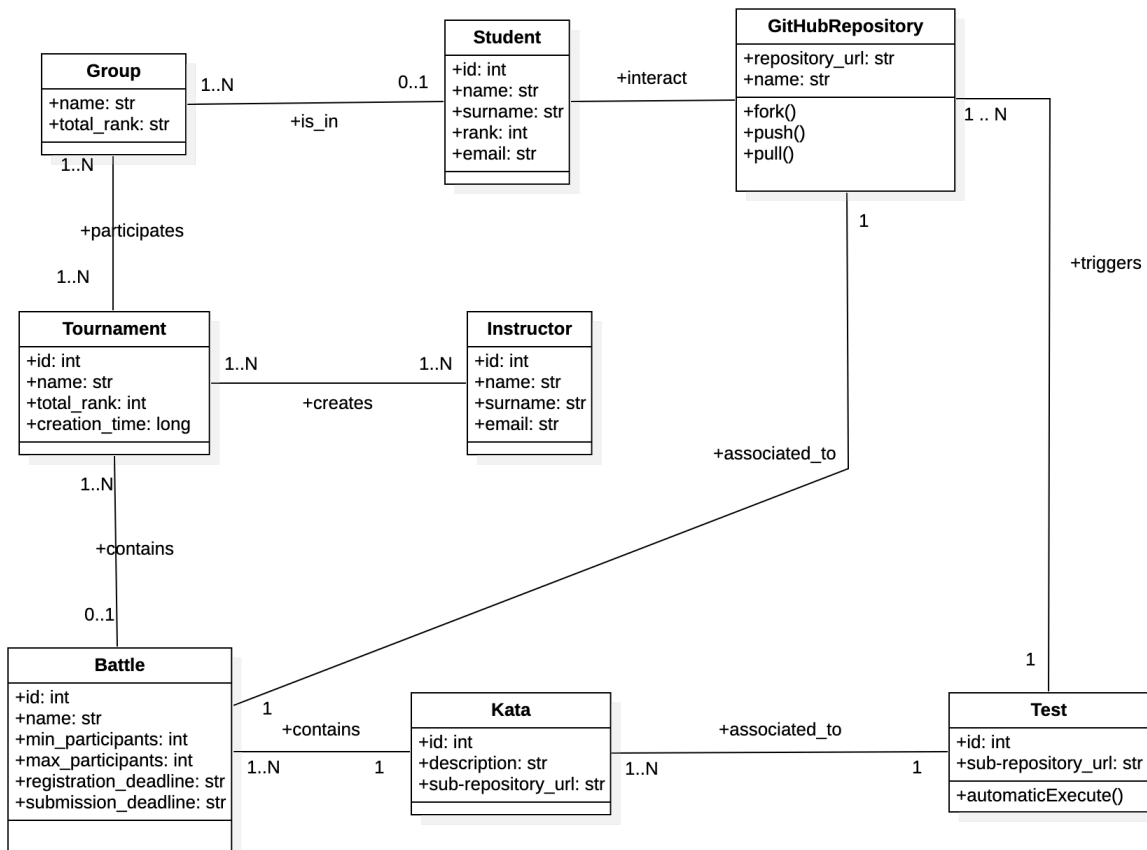 Group
+name: str
+total_rank: str
1..N
0..1
+is_in
Student
+id: int
+name: str
+surname: str
+rank: int
+email: str
+interact
GitHubRepository
+repository_url: str
+name: str
+fork()
+push()
+pull()
1 .. N
1
+triggers
1..N
+participates
1..N
Tournament
+id: int
+name: str
+total_rank: int
+creation_time: long
1..N
1..N
+creates
Instructor
+id: int
+name: str
+surname: str
+email: str
+associated_to
1..N
+contains
0..1
Battle
+id: int
+name: str
+min_participants: int
+max_participants: int
+registration_deadline: str
+submission_deadline: str
1
+contains
1..N
1
Kata
+id: int
+description: str
+sub-repository_url: str
+associated_to
1..N
1
1
Test
+id: int
+sub-repository_url: str
+automaticExecute()